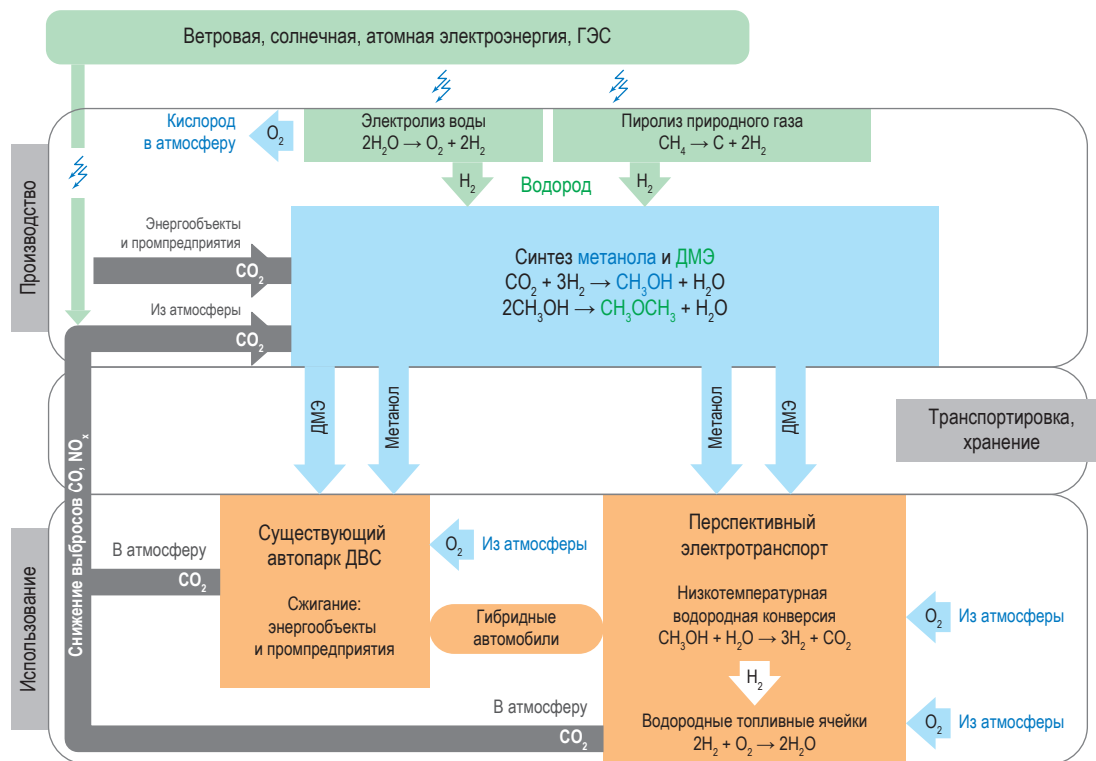 Ветровая, солнечная, атомная электроэнергия, ГЭС
Кислород
в атмосферу
O₂
Электролиз воды
2H₂O → O₂ + 2H₂
Пиролиз природного газа
CH₄ → C + 2H₂
H₂
Водород
H₂
Производство
Энергообъекты
и промпредприятия
CO₂
Из атмосферы
CO₂
Синтез метанола и ДМЭ
CO₂ + 3H₂ → CH₃OH + H₂O
2CH₃OH → CH₃OCH₃ + H₂O
ДМЭ
Метанол
Метанол
ДМЭ
Транспортировка,
хранение
Снижение выбросов CO, NOₓ
Использование
В атмосферу
CO₂
Существующий
автопарк ДВС
Сжигание:
энергообъекты
и промпредприятия
O₂
Из атмосферы
Гибридные
автомобили
Перспективный
электротранспорт
Низкотемпературная
водородная конверсия
CH₃OH + H₂O → 3H₂ + CO₂
O₂
Из атмосферы
H₂
Водородные топливные ячейки
2H₂ + O₂ → 2H₂O
O₂
Из атмосферы
В атмосферу
CO₂